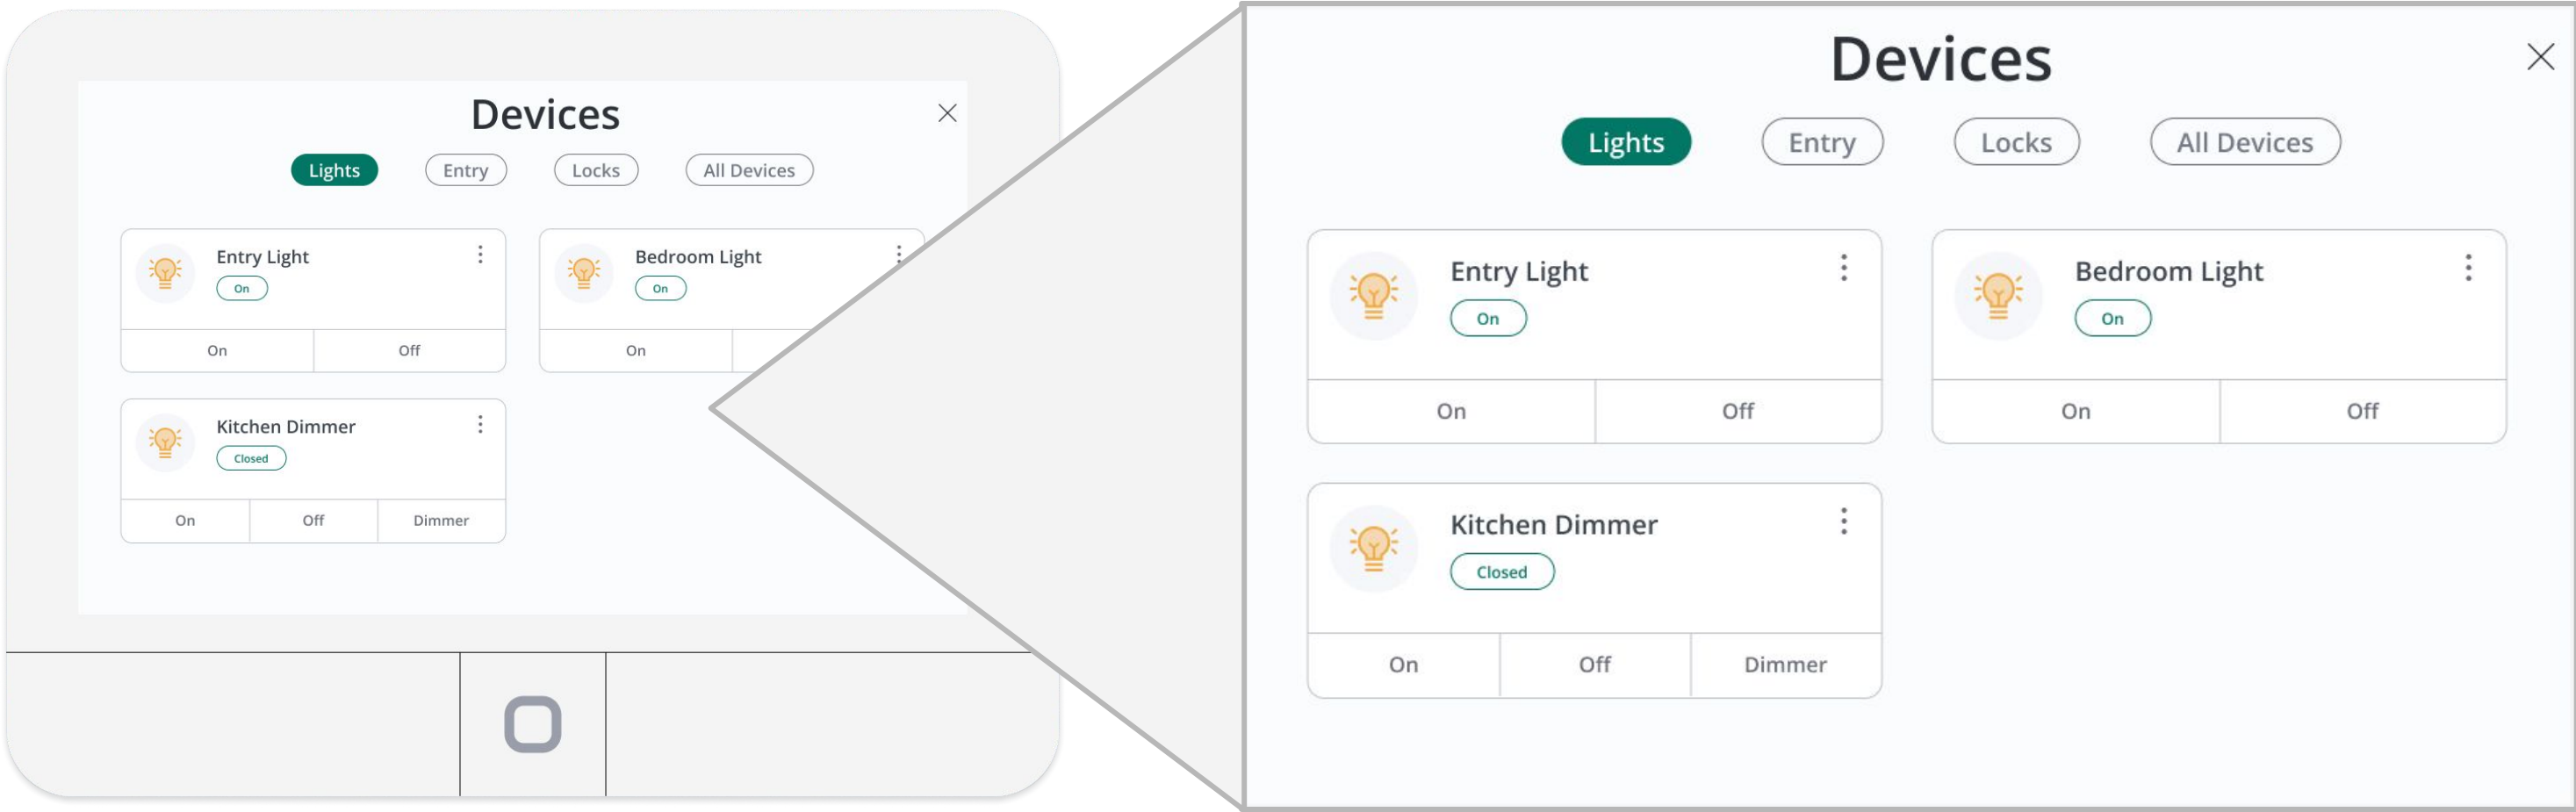 Devices
Lights Entry Locks All Devices
Entry Light Bedroom Light
On On
On Off On
Kitchen Dimmer
Closed
On Off Dimmer
Devices
Lights Entry Locks All Devices
Entry Light Bedroom Light
On On
On Off On Off
Kitchen Dimmer
Closed
On Off Dimmer